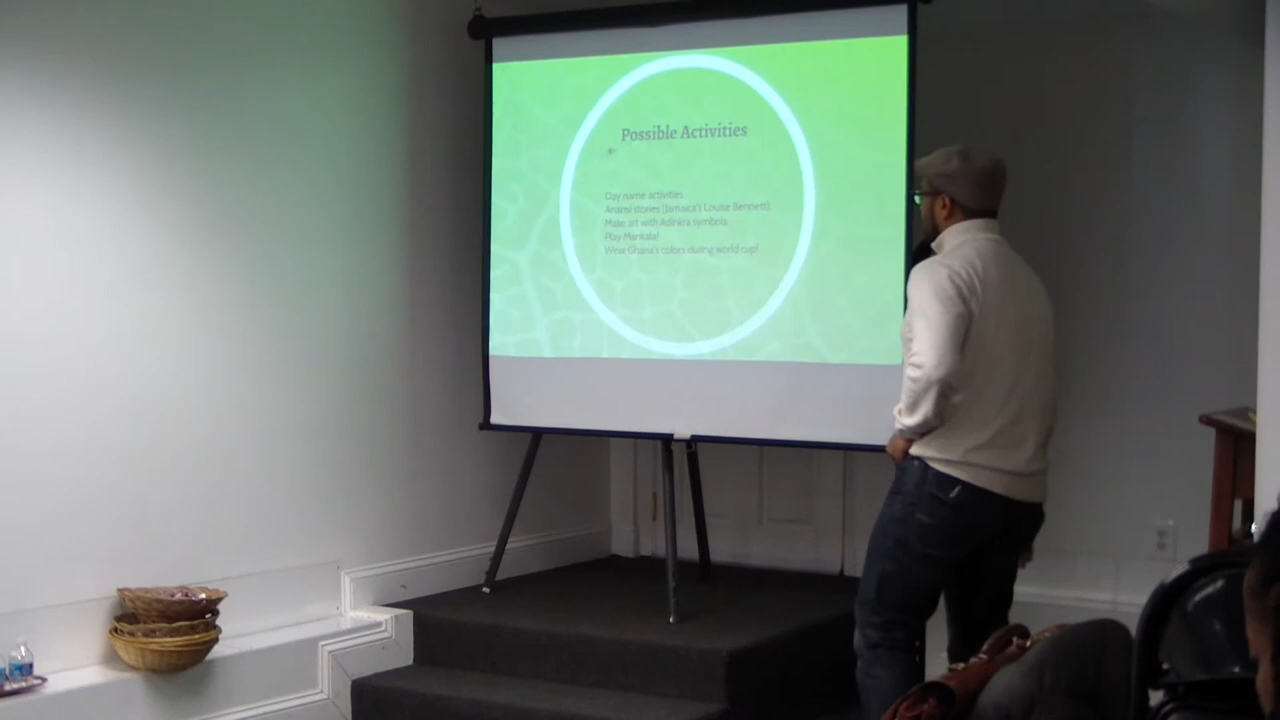 Possible Activities
Day name activities
Anansi stories (Jamaica's Louise Bennett)
Make art with Adinkra symbols
Play Mankala!
Wear Ghana's colors during world cup!